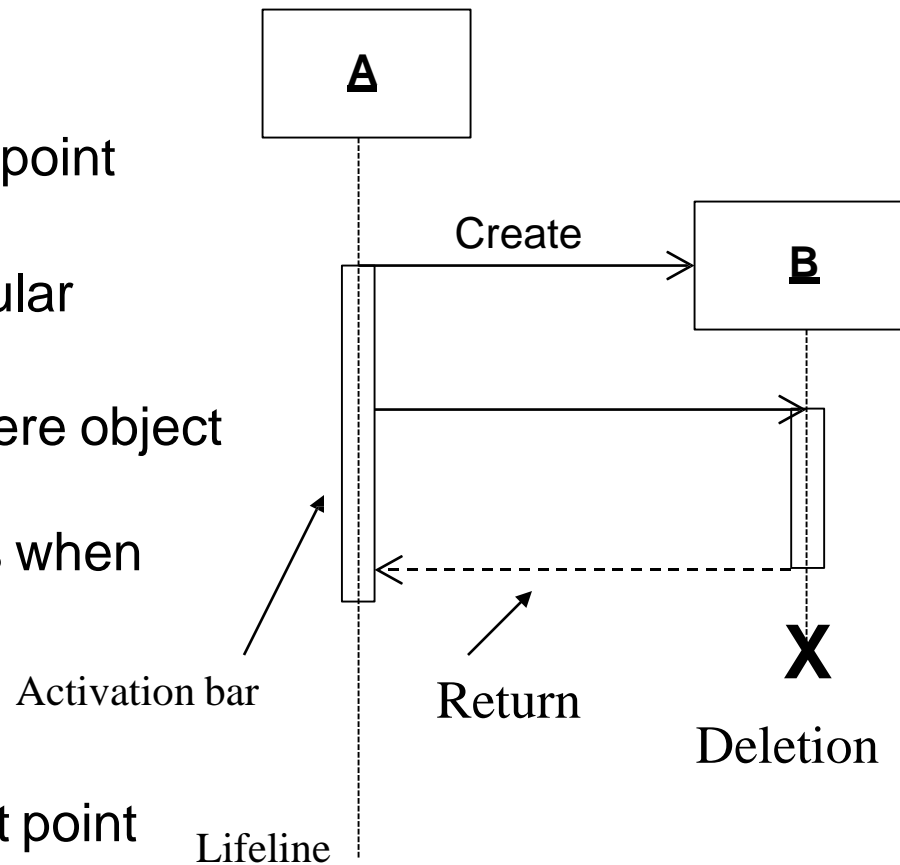 A
point
Create
B
ular
ere object
when
Activation bar
Return
X
Deletion
t point
Lifeline